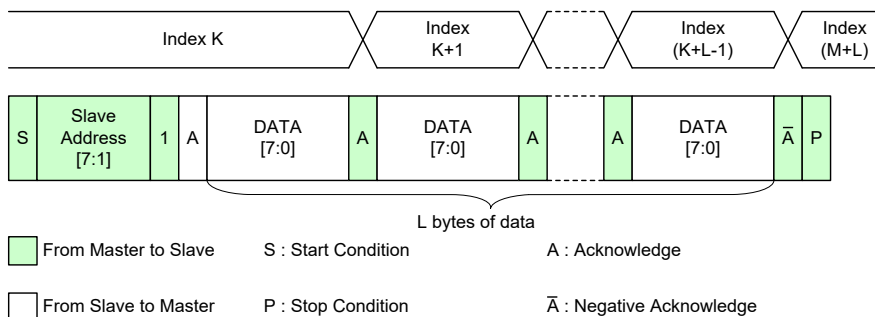 Index K
Index
K+1
Index
(K+L-1)
Index
(M+L)
S
Slave
Address
[7:1]
1
A
DATA
[7:0]
A
DATA
[7:0]
A
A
DATA
[7:0]
A̅
P
L bytes of data
From Master to Slave
S : Start Condition
A : Acknowledge
From Slave to Master
P : Stop Condition
A̅ : Negative Acknowledge